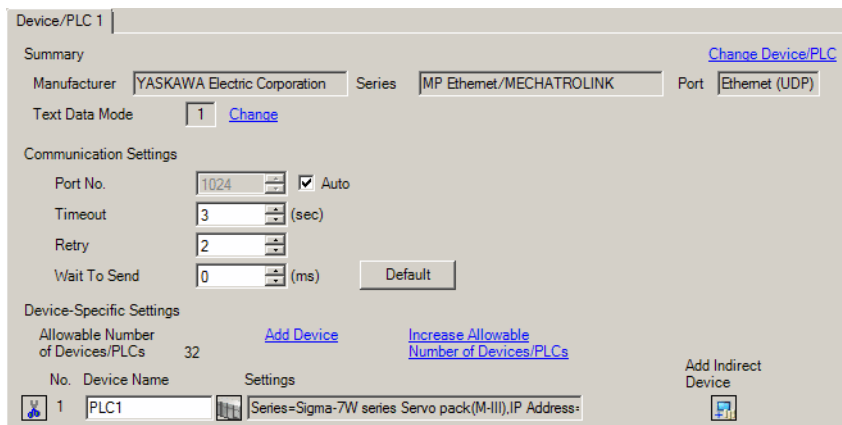 Device/PLC 1
Summary
Change Device/PLC
Manufacturer YASKAWA Electric Corporation Series MP Ethernet/MECHATROLINK Port Ethernet (UDP)
Text Data Mode 1 Change
Communication Settings
Port No. 1024 Auto
Timeout 3 (sec)
Retry 2
Wait To Send 0 (ms) Default
Device-Specific Settings
Allowable Number
of Devices/PLCs 32
Add Device
Increase Allowable
Number of Devices/PLCs
Add Indirect
Device
No. Device Name Settings
1 PLC1 Series=Sigma-7W series Servo pack(M-III),IP Address=